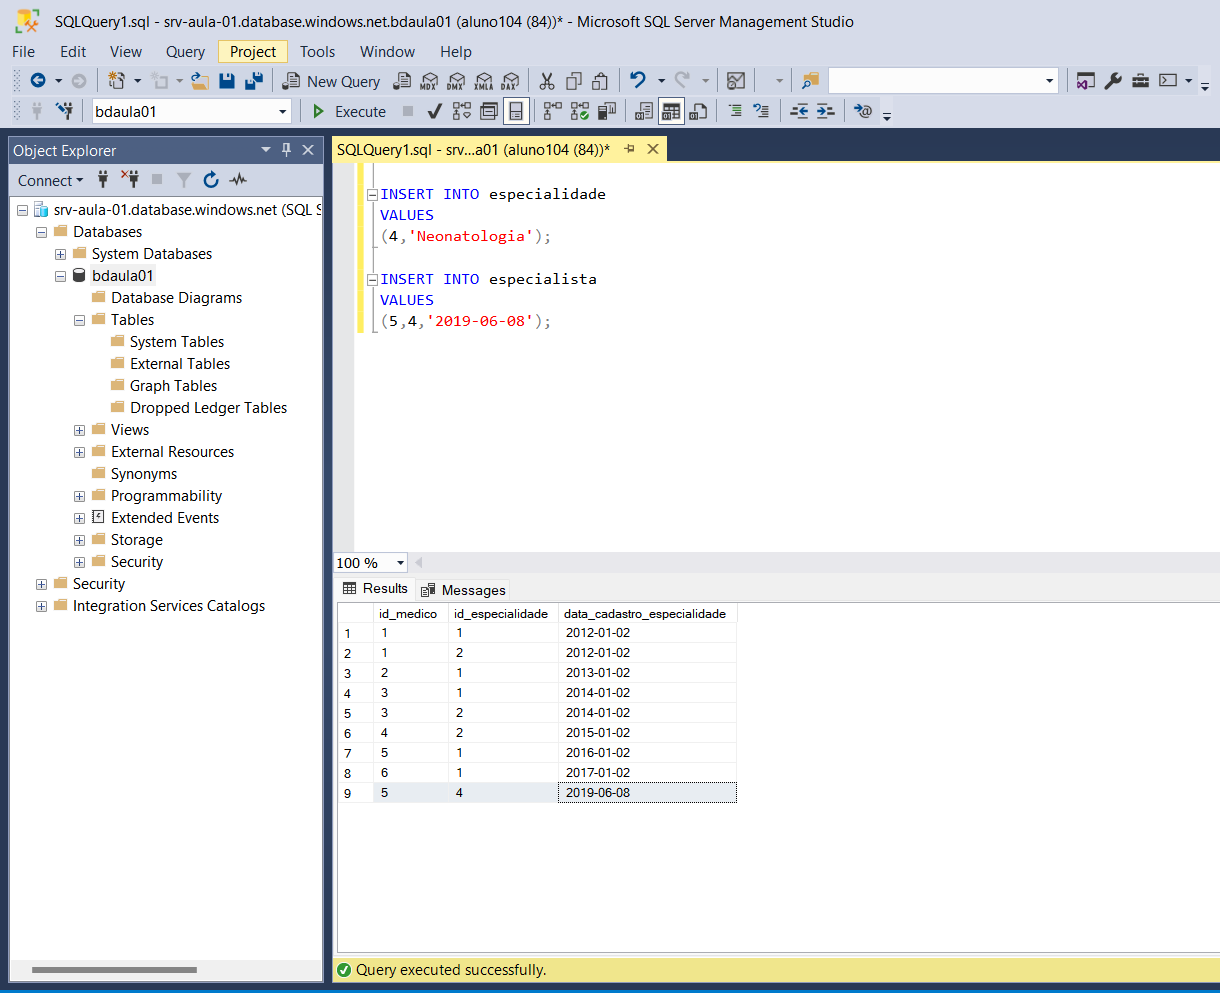 SQLQuery1.sql - srv-aula-01.database.windows.net.bdaula01 (aluno104 (84))* - Microsoft SQL Server Management Studio
File Edit View Query Project Tools Window Help
New Query MDX DMX XMLA DAX
bdaula01 Execute
Object Explorer
Connect
srv-aula-01.database.windows.net (SQL S
Databases
System Databases
bdaula01
Database Diagrams
Tables
System Tables
External Tables
Graph Tables
Dropped Ledger Tables
Views
External Resources
Synonyms
Programmability
Extended Events
Storage
Security
Security
Integration Services Catalogs
SQLQuery1.sql - srv...a01 (aluno104 (84))*
INSERT INTO especialidade
VALUES
(4,'Neonatologia');
INSERT INTO especialista
VALUES
(5,4,'2019-06-08');
100 %
Results Messages
id_medico id_especialidade data_cadastro_especialidade
1 1 1 2012-01-02
2 1 2 2012-01-02
3 2 1 2013-01-02
4 3 1 2014-01-02
5 3 2 2014-01-02
6 4 2 2015-01-02
7 5 1 2016-01-02
8 6 1 2017-01-02
9 5 4 2019-06-08
Query executed successfully.